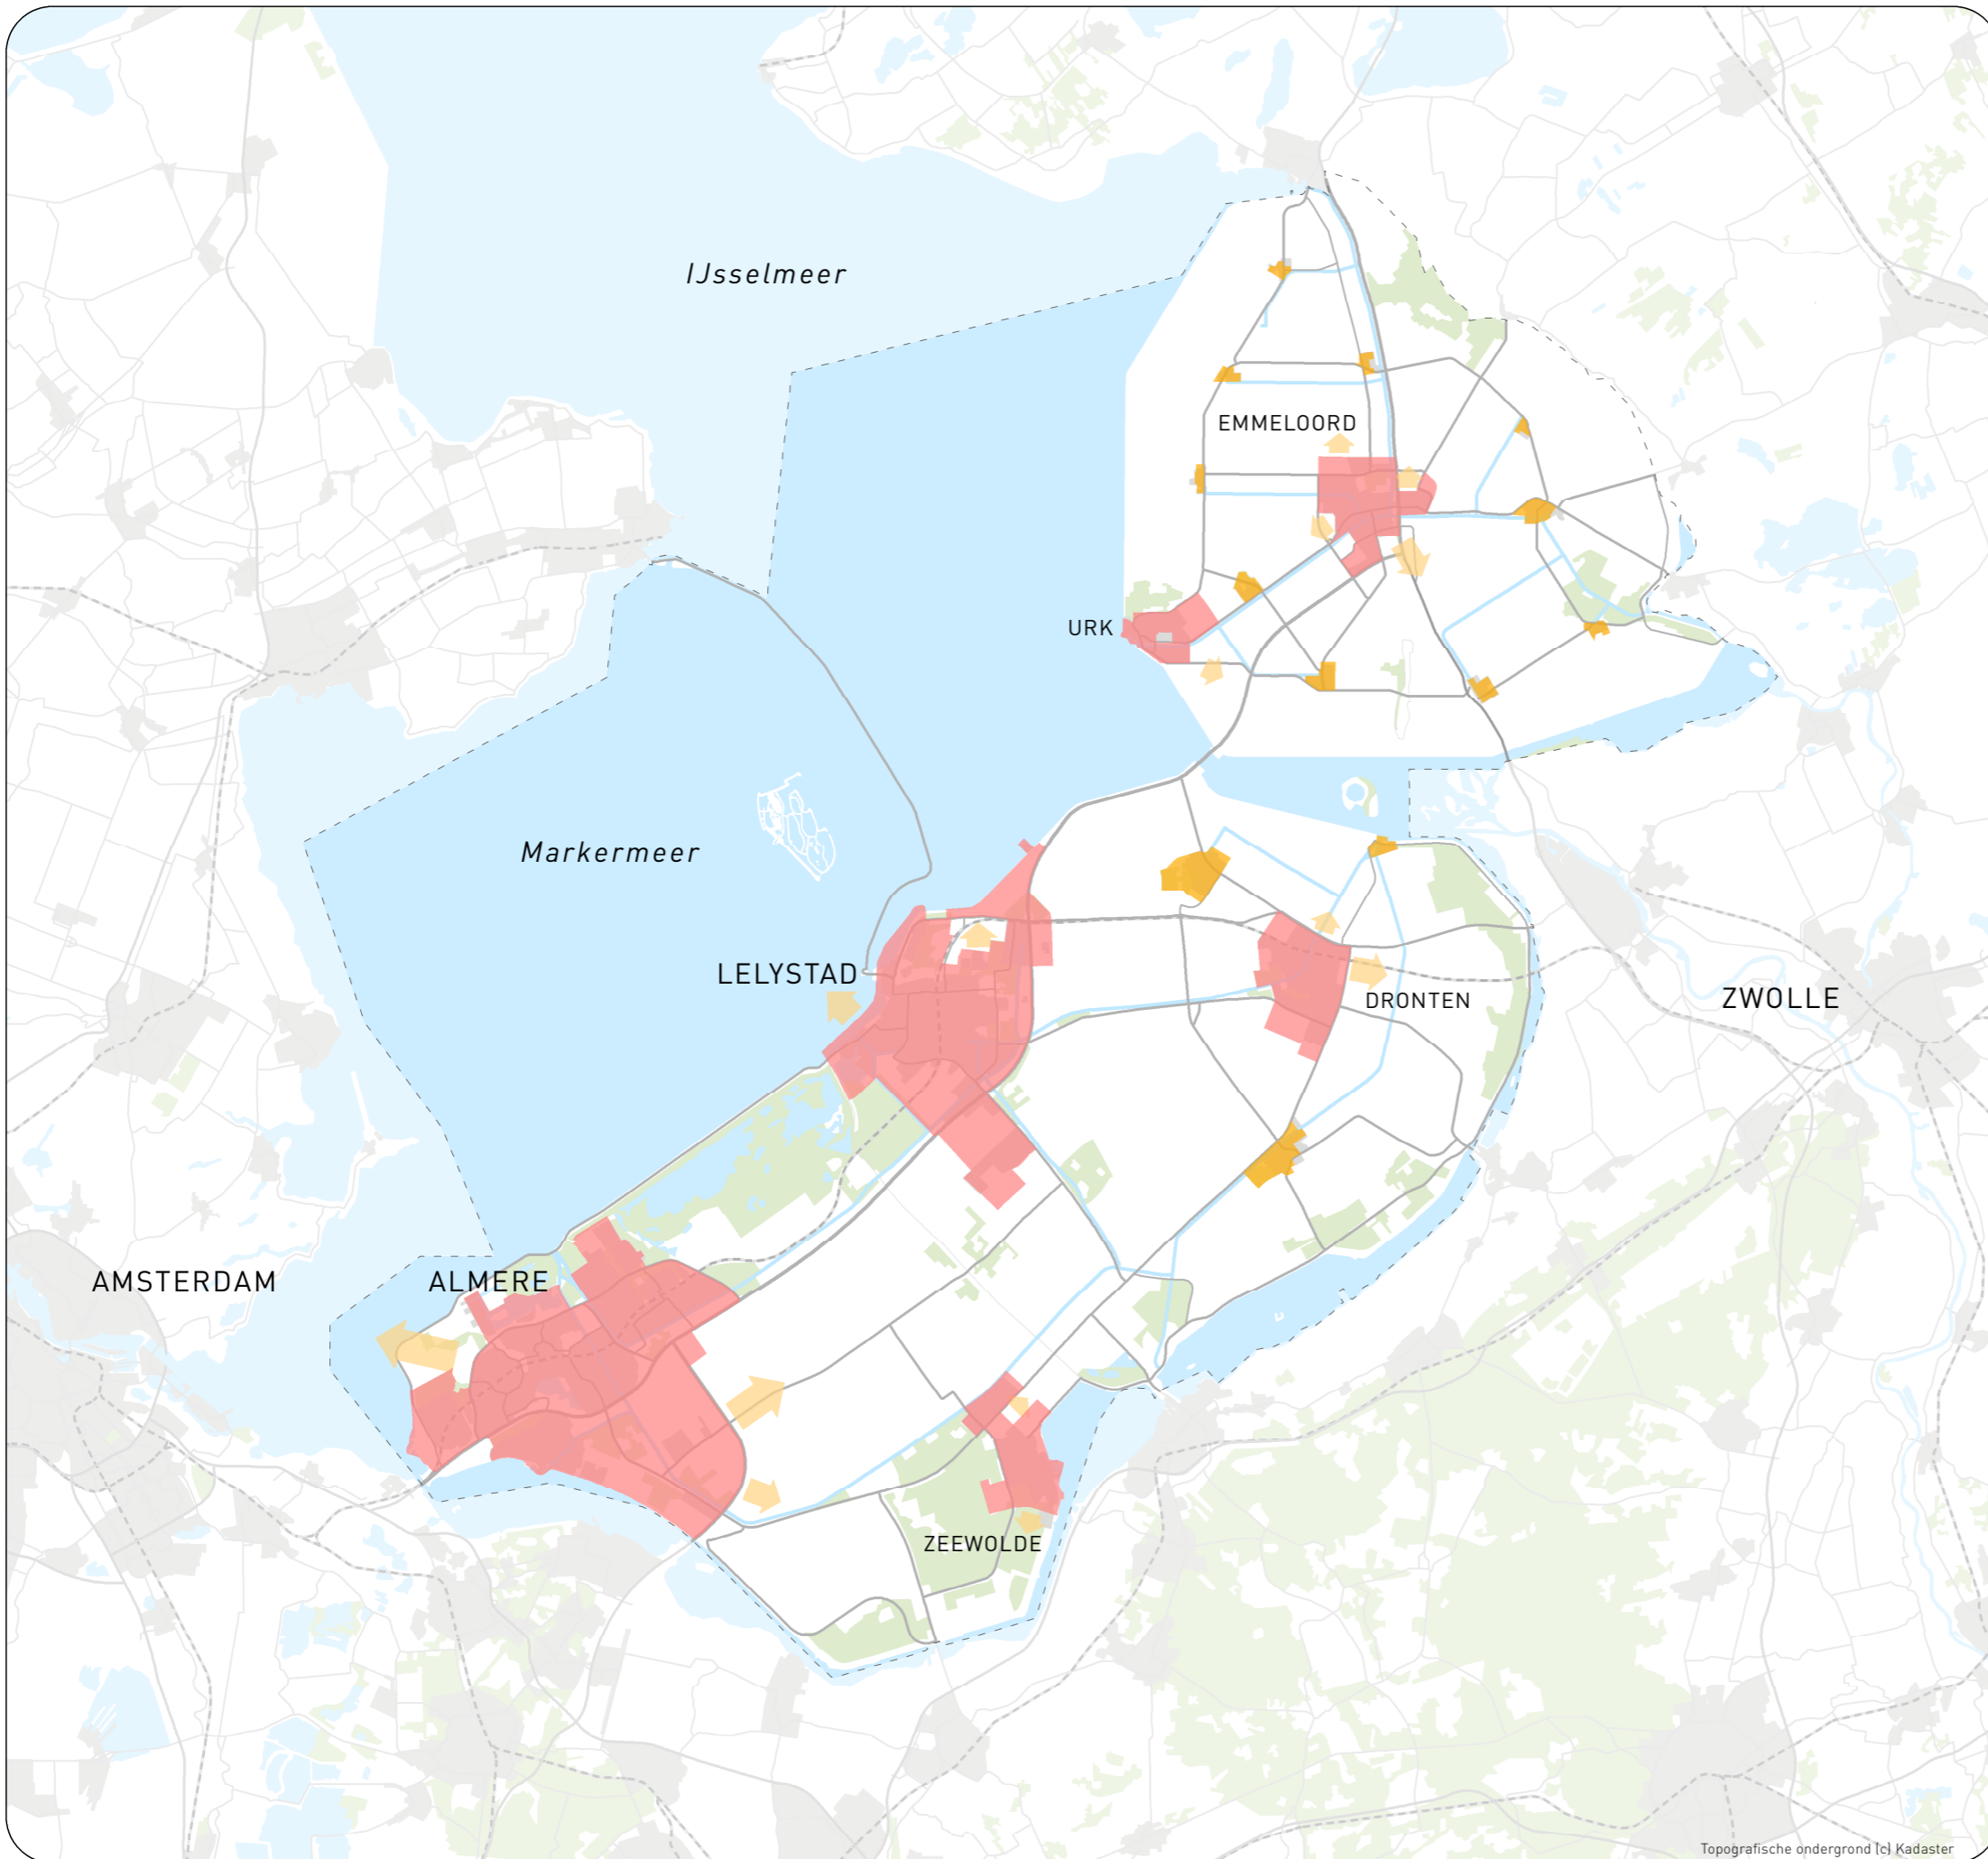 IJsselmeer
EMMELOORD
URK
Markermeer
LELYSTAD
DRONTEN
ZWOLLE
AMSTERDAM
ALMERE
ZEEWOLDE
Topografische ondergrond (c) Kadaster